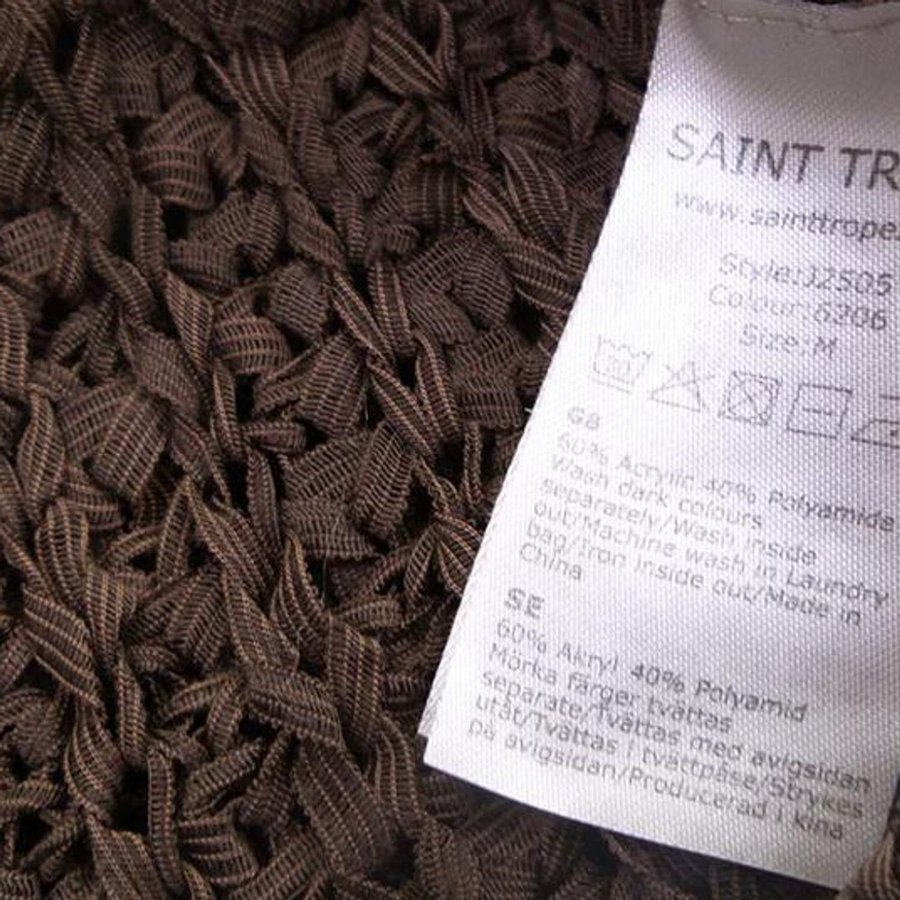 SAINT TR
www.sainttrope
Style:J2505
Colour:6206
Size:M
30
GB
60% Acrylic 40% Polyamide
Wash dark colours
separately/Wash inside
out/Machine wash in Laundry
bag/Iron inside out/Made in
China
SE
60% Akryl 40% Polyamid
Mörka färger tvättas
separate/Tvättas med avigsidan
utåt/Tvättas i tvättpåse/Strykes
på avigsidan/Producerad i kina